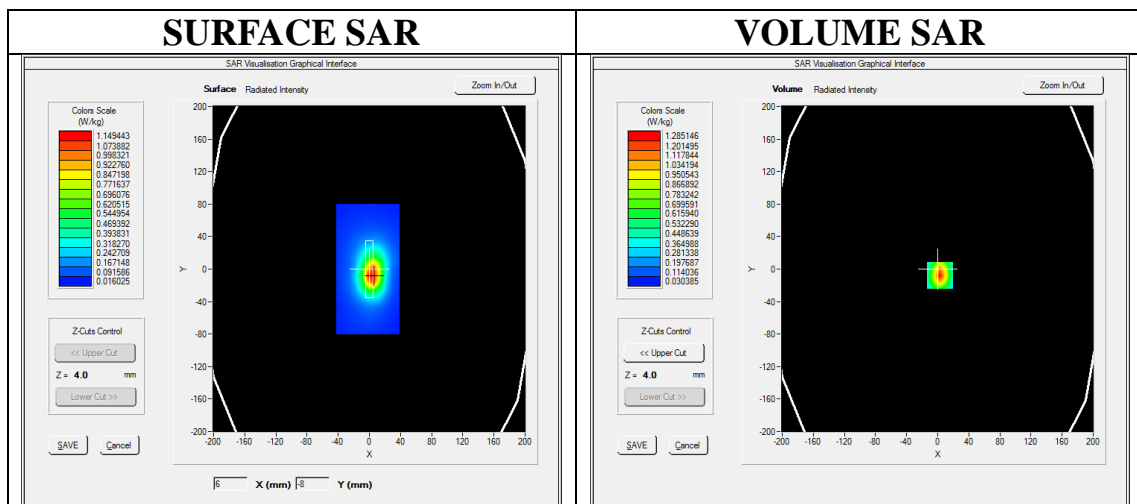 SURFACE SAR
VOLUME SAR
SAR Visualisation Graphical Interface
Surface Radiated Intensity
Zoom In/Out
Colors Scale
(W/kg)
1.149443
1.073882
0.998321
0.922760
0.847198
0.771637
0.696076
0.620515
0.544954
0.469392
0.393831
0.318270
0.242709
0.167148
0.091586
0.016025
Z-Cuts Control
<< Upper Cut
Z = 4.0 mm
Lower Cut >>
SAVE Cancel
200
160
120
80
40
0
-40
-80
-120
-160
-200
Y
-200 -160 -120 -80 -40 0 40 80 120 160 200
X
6 X (mm) -8 Y (mm)
SAR Visualisation Graphical Interface
Volume Radiated Intensity
Zoom In/Out
Colors Scale
(W/kg)
1.285146
1.201495
1.117844
1.034194
0.950543
0.866892
0.783242
0.699591
0.615940
0.532290
0.448639
0.364988
0.281338
0.197687
0.114036
0.030385
Z-Cuts Control
<< Upper Cut
Z = 4.0 mm
Lower Cut >>
SAVE Cancel
200
160
120
80
40
0
-40
-80
-120
-160
-200
Y
-200 -160 -120 -80 -40 0 40 80 120 160 200
X